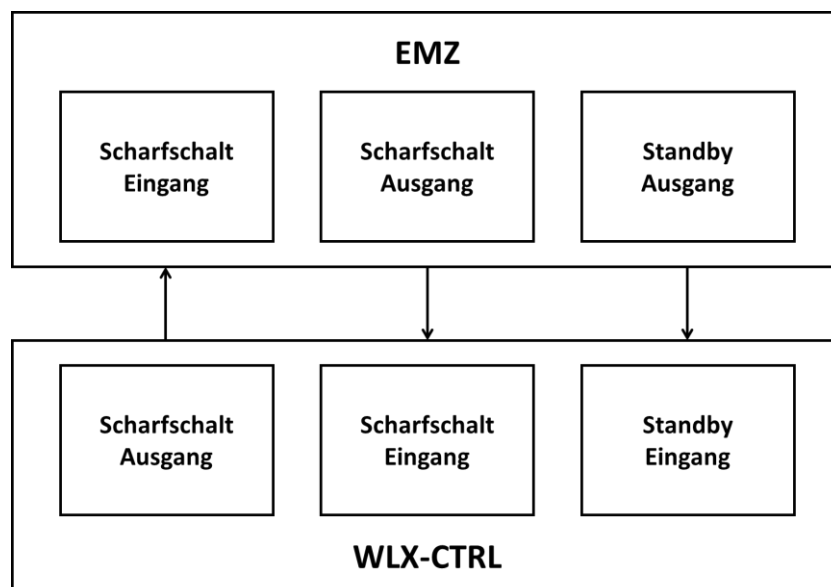 EMZ
Scharfschalt
Eingang
Scharfschalt
Ausgang
Standby
Ausgang
Scharfschalt
Ausgang
Scharfschalt
Eingang
Standby
Eingang
WLX-CTRL